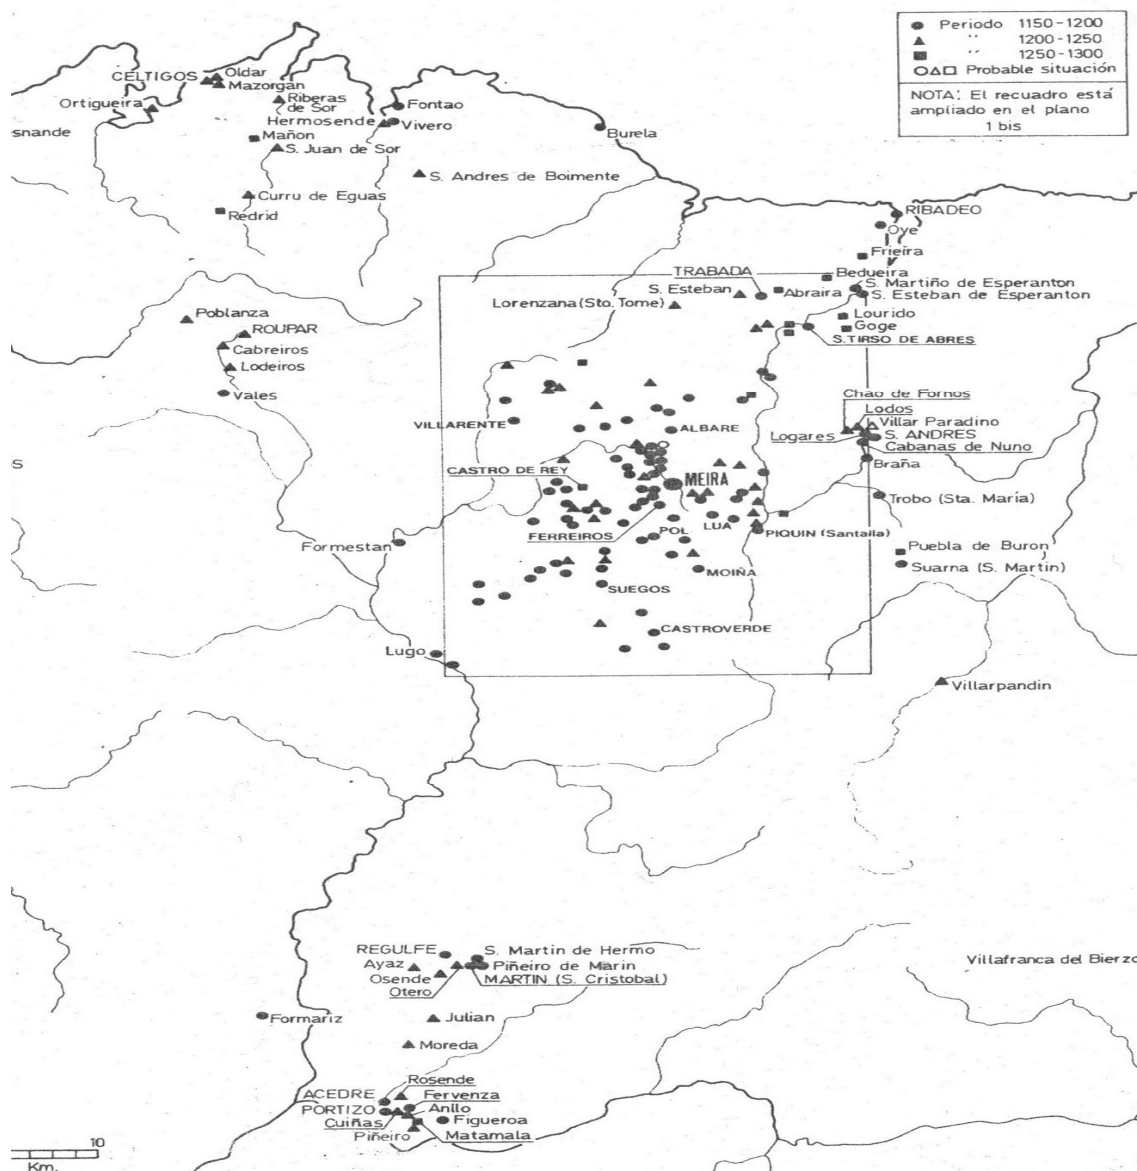 Periodo 1150-1200
'' 1200-1250
'' 1250-1300
Probable situación
NOTA: El recuadro está
ampliado en el plano
1 bis
CELTIGOS
Oldar
Mazorgan
Ortigueira
Riberas
de Sor
Fontao
Hermosende
Vivero
esnande
Mañon
S. Juan de Sor
Burela
S. Andres de Boimente
Curru de Eguas
Redrid
RIBADEO
Oye
Frieira
TRABADA
Bedueira
S. Esteban
Abraira
S. Martiño de Esperanton
S. Esteban de Esperanton
Lorenzana (Sto. Tome)
Lourido
Goge
S. TIRSO DE ABRES
Poblanza
ROUPAR
Cabreiros
Lodeiros
Vales
Chao de Fornos
Lodos
Villar Paradino
VILLARENTE
ALBARE
Logares
S. ANDRES
Cabanas de Nuno
Braña
CASTRO DE REY
MEIRA
Trobo (Sta. María)
FERREIROS
POL
LUA
PIQUIN (Santalla)
Formestan
Puebla de Buron
Suarna (S. Martin)
MOIÑA
SUEGOS
CASTROVERDE
Lugo
Villarpandin
REGULFE
S. Martin de Hermo
Ayaz
Piñeiro de Marin
Osende
MARTIN (S. Cristobal)
Otero
Villafranca del Bierzo
Formariz
Julian
Moreda
Rosende
ACEDRE
Fervenza
PORTIZO
Anllo
Cuiñas
Figueroa
Piñeiro
Matamala
10
Km.